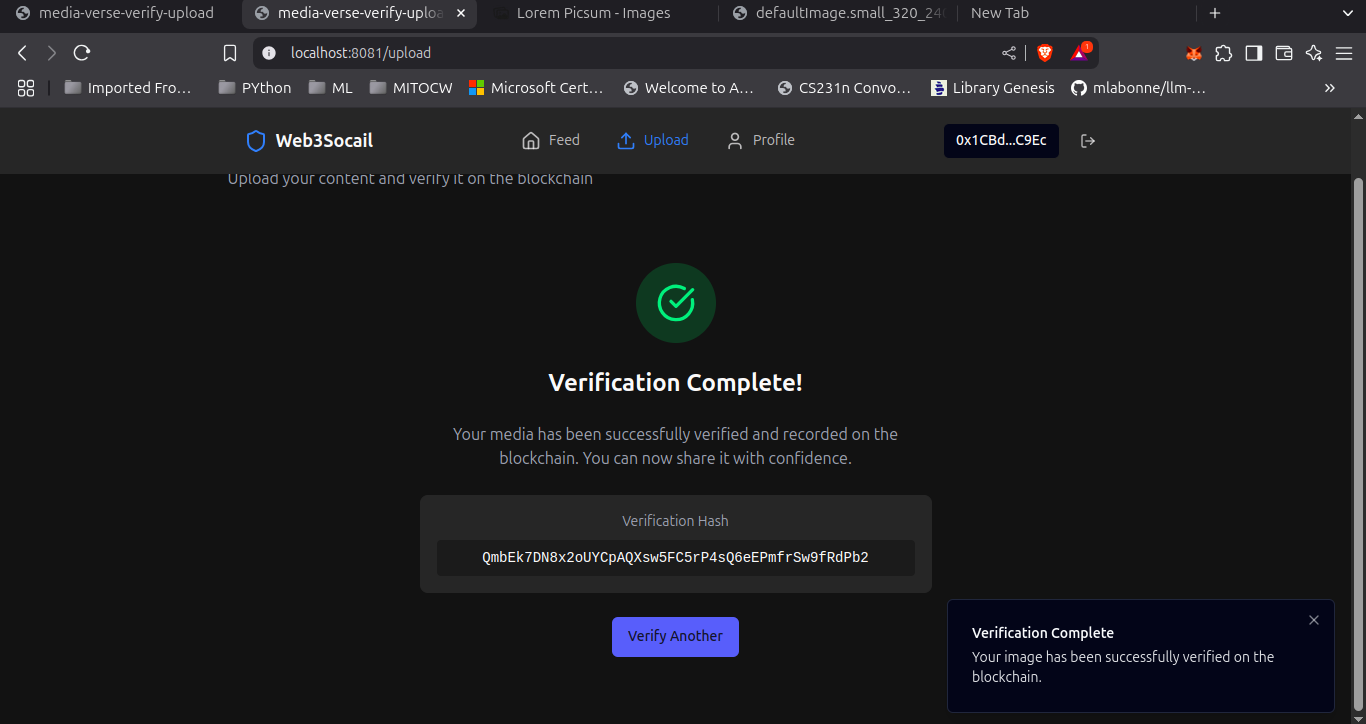 media-verse-verify-upload
media-verse-verify-uploa
Lorem Picsum - Images
defaultImage.small_320_240
New Tab
localhost:8081/upload
1
Imported Fro...
PYthon
ML
MITOCW
Microsoft Cert...
Welcome to A...
CS231n Convo...
Library Genesis
mlabonne/llm-...
Web3Socail
Feed
Upload
Profile
0x1CBd...C9Ec
Upload your content and verify it on the blockchain
Verification Complete!
Your media has been successfully verified and recorded on the
blockchain. You can now share it with confidence.
Verification Hash
QmbEk7DN8x2oUYCpAQXsw5FC5rP4sQ6eEPmfrSw9fRdPb2
Verify Another
Verification Complete
Your image has been successfully verified on the
blockchain.